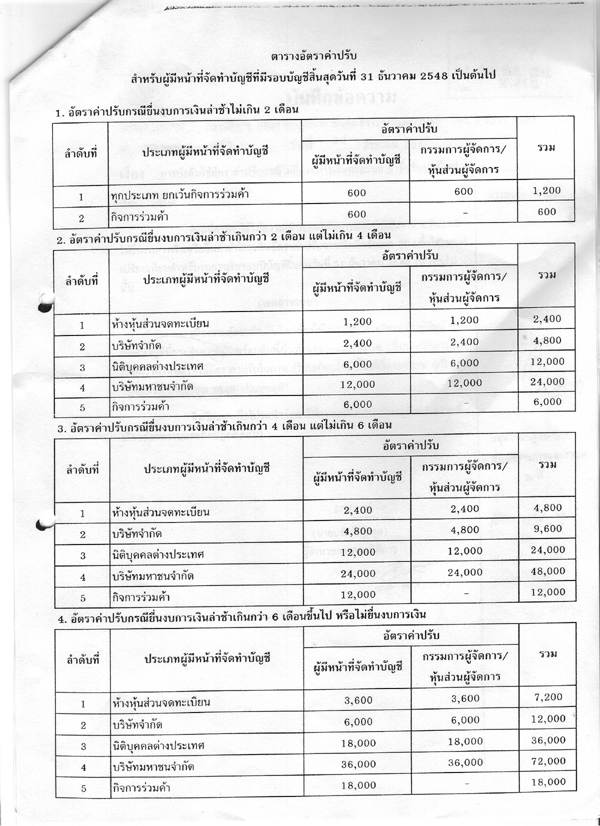 ตารางอัตราค่าปรับ
สำหรับผู้มีหน้าที่จัดทำบัญชีที่มีรอบบัญชีสิ้นสุดวันที่ 31 ธันวาคม 2548 เป็นต้นไป
1. อัตราค่าปรับกรณียื่นงบการเงินล่าช้าไม่เกิน 2 เดือน
ลำดับที่ ประเภทผู้มีหน้าที่จัดทำบัญชี อัตราค่าปรับ รวม
ผู้มีหน้าที่จัดทำบัญชี กรรมการผู้จัดการ/
หุ้นส่วนผู้จัดการ
1 ทุกประเภท ยกเว้นกิจการร่วมค้า 600 600 1,200
2 กิจการร่วมค้า 600 - 600
2. อัตราค่าปรับกรณียื่นงบการเงินล่าช้าเกินกว่า 2 เดือน แต่ไม่เกิน 4 เดือน
ลำดับที่ ประเภทผู้มีหน้าที่จัดทำบัญชี อัตราค่าปรับ รวม
ผู้มีหน้าที่จัดทำบัญชี กรรมการผู้จัดการ/
หุ้นส่วนผู้จัดการ
1 ห้างหุ้นส่วนจดทะเบียน 1,200 1,200 2,400
2 บริษัทจำกัด 2,400 2,400 4,800
3 นิติบุคคลต่างประเทศ 6,000 6,000 12,000
4 บริษัทมหาชนจำกัด 12,000 12,000 24,000
5 กิจการร่วมค้า 6,000 - 6,000
3. อัตราค่าปรับกรณียื่นงบการเงินล่าช้าเกินกว่า 4 เดือน แต่ไม่เกิน 6 เดือน
ลำดับที่ ประเภทผู้มีหน้าที่จัดทำบัญชี อัตราค่าปรับ รวม
ผู้มีหน้าที่จัดทำบัญชี กรรมการผู้จัดการ/
หุ้นส่วนผู้จัดการ
1 ห้างหุ้นส่วนจดทะเบียน 2,400 2,400 4,800
2 บริษัทจำกัด 4,800 4,800 9,600
3 นิติบุคคลต่างประเทศ 12,000 12,000 24,000
4 บริษัทมหาชนจำกัด 24,000 24,000 48,000
5 กิจการร่วมค้า 12,000 - 12,000
4. อัตราค่าปรับกรณียื่นงบการเงินล่าช้าเกินกว่า 6 เดือนขึ้นไป หรือไม่ยื่นงบการเงิน
ลำดับที่ ประเภทผู้มีหน้าที่จัดทำบัญชี อัตราค่าปรับ รวม
ผู้มีหน้าที่จัดทำบัญชี กรรมการผู้จัดการ/
หุ้นส่วนผู้จัดการ
1 ห้างหุ้นส่วนจดทะเบียน 3,600 3,600 7,200
2 บริษัทจำกัด 6,000 6,000 12,000
3 นิติบุคคลต่างประเทศ 18,000 18,000 36,000
4 บริษัทมหาชนจำกัด 36,000 36,000 72,000
5 กิจการร่วมค้า 18,000 - 18,000